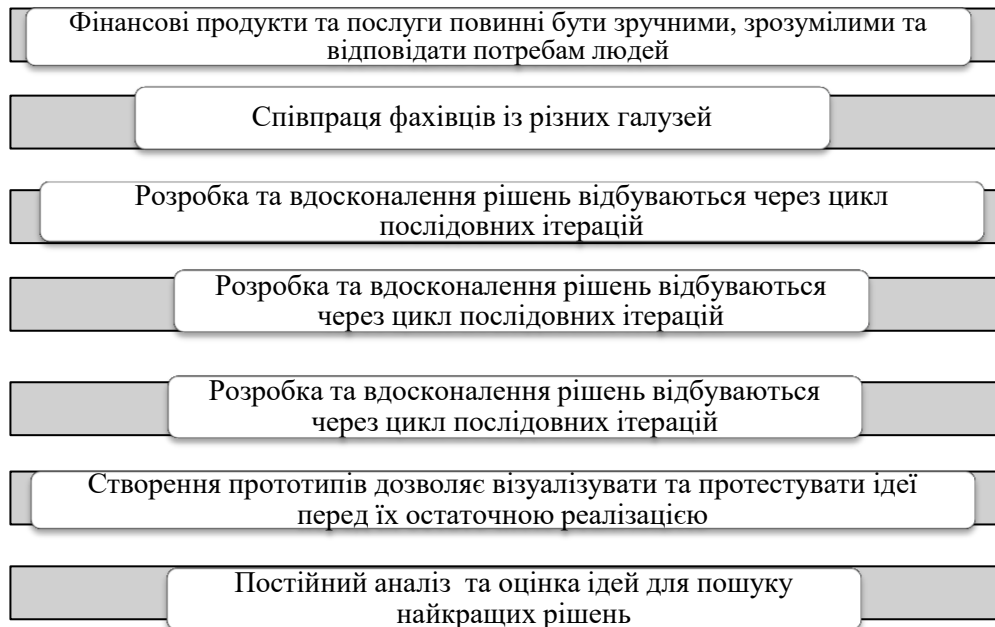 Фінансові продукти та послуги повинні бути зручними, зрозумілими та
відповідати потребам людей
Співпраця фахівців із різних галузей
Розробка та вдосконалення рішень відбуваються через цикл
послідовних ітерацій
Розробка та вдосконалення рішень відбуваються
через цикл послідовних ітерацій
Розробка та вдосконалення рішень відбуваються
через цикл послідовних ітерацій
Створення прототипів дозволяє візуалізувати та протестувати ідеї
перед їх остаточною реалізацією
Постійний аналіз та оцінка ідей для пошуку
найкращих рішень